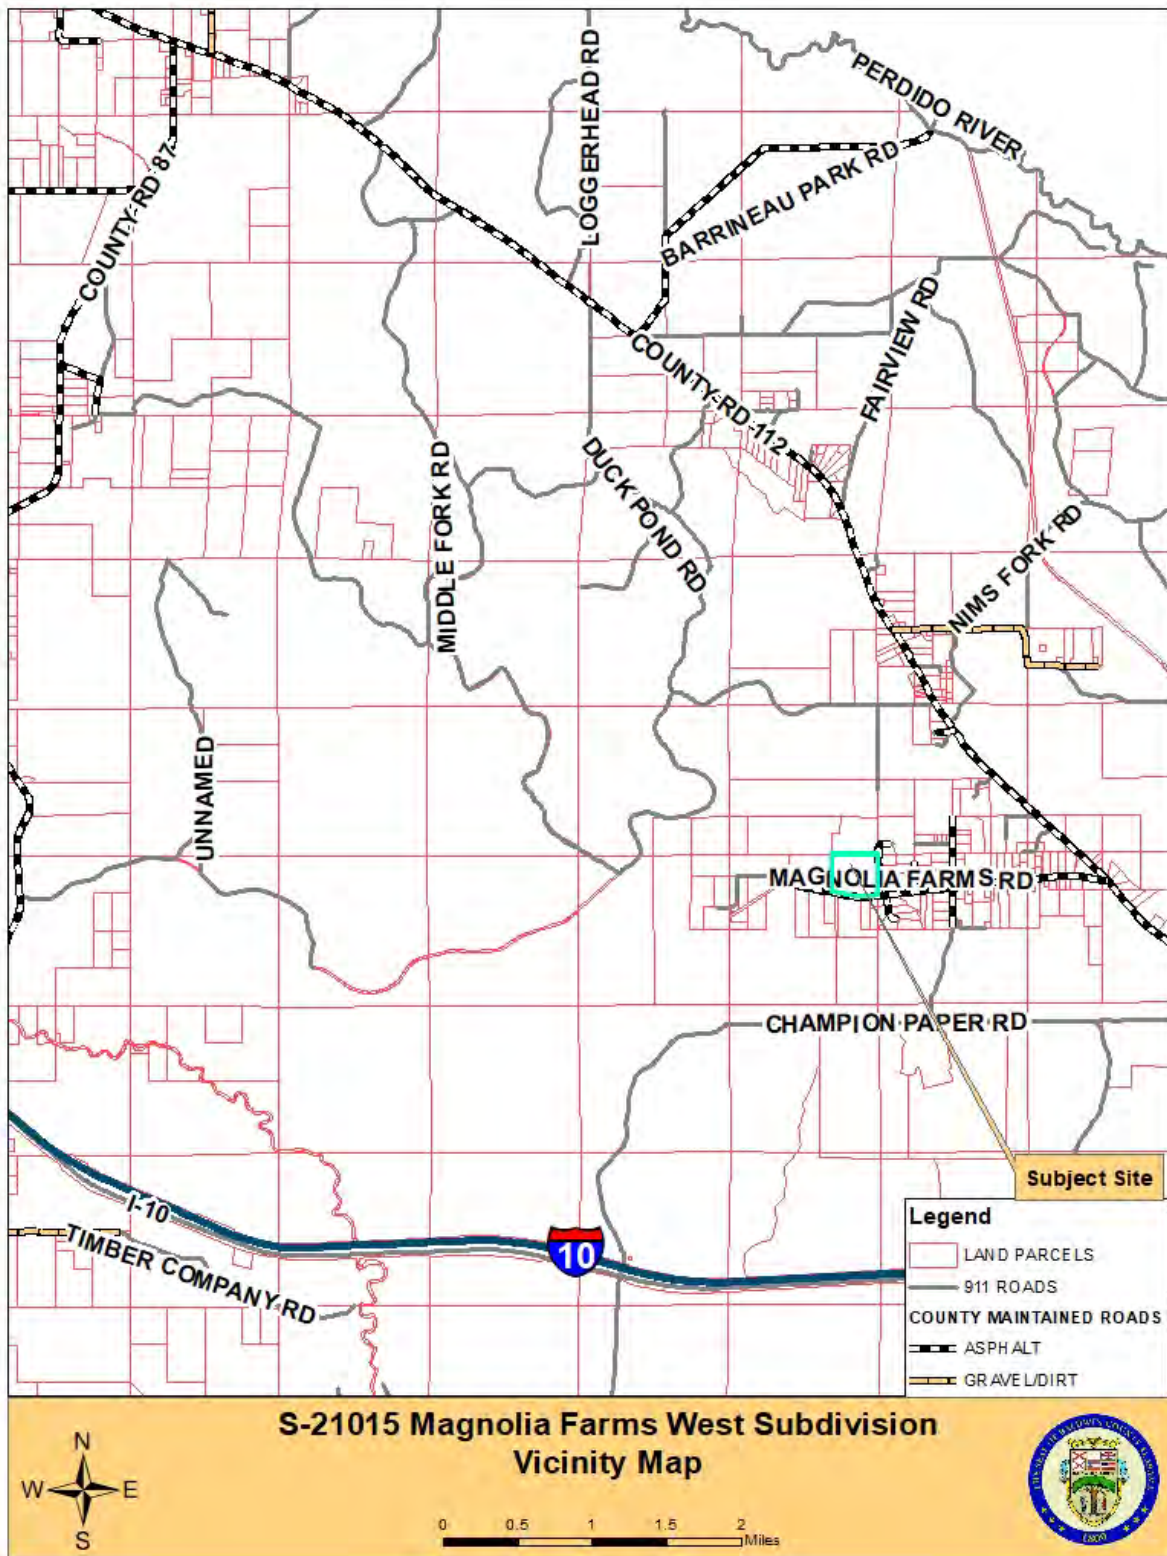 PERDIDO RIVER
LOGGERHEAD RD
COUNTY RD 87
BARRINEAU PARK RD
FAIRVIEW RD
COUNTY RD 112
DUCK POND RD
MIDDLE FORK RD
NIMS FORK RD
UNNAMED
MAGNOLIA FARMS RD
CHAMPION PAPER RD
Subject Site
I-10
10
TIMBER COMPANY RD
Legend
LAND PARCELS
911 ROADS
COUNTY MAINTAINED ROADS
ASPHALT
GRAVEL/DIRT
S-21015 Magnolia Farms West Subdivision
Vicinity Map
N
W E
S
0 0.5 1 1.5 2
Miles